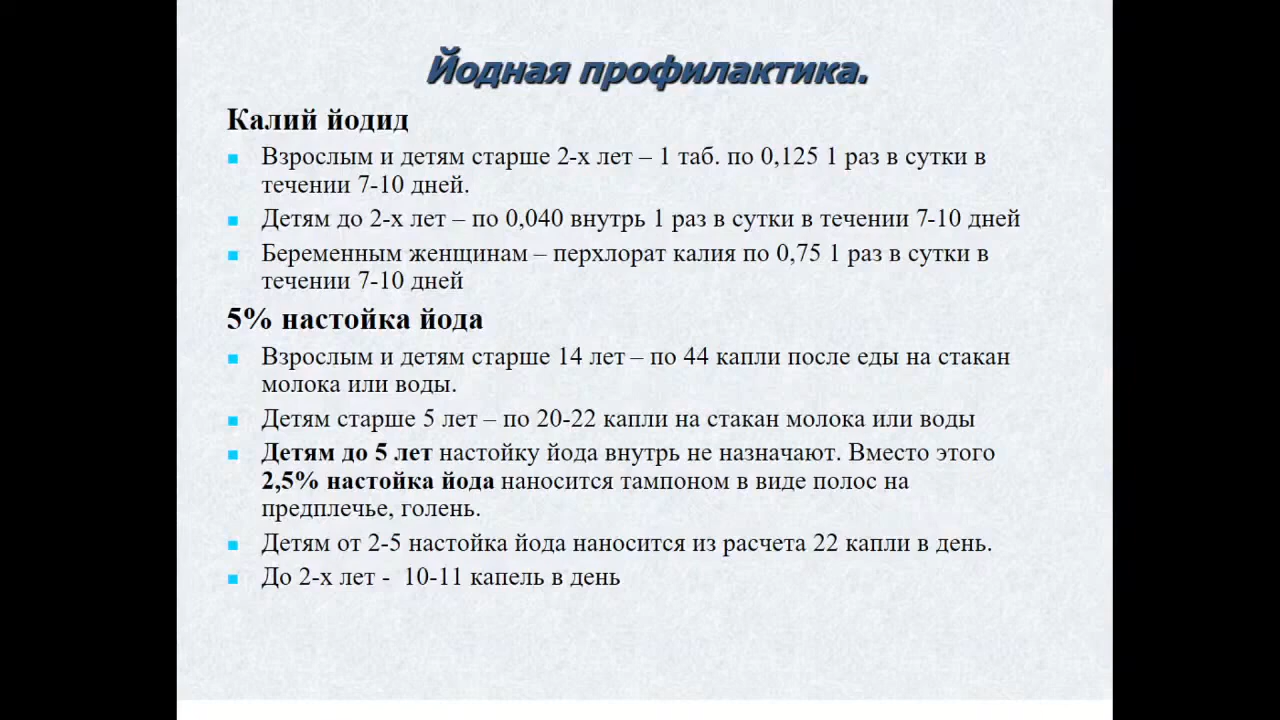 Йодная профилактика.
Калий йодид
Взрослым и детям старше 2-х лет – 1 таб. по 0,125 1 раз в сутки в
течении 7-10 дней.
Детям до 2-х лет – по 0,040 внутрь 1 раз в сутки в течении 7-10 дней
Беременным женщинам – перхлорат калия по 0,75 1 раз в сутки в
течении 7-10 дней
5% настойка йода
Взрослым и детям старше 14 лет – по 44 капли после еды на стакан
молока или воды.
Детям старше 5 лет – по 20-22 капли на стакан молока или воды
Детям до 5 лет настойку йода внутрь не назначают. Вместо этого
2,5% настойка йода наносится тампоном в виде полос на
предплечье, голень.
Детям от 2-5 настойка йода наносится из расчета 22 капли в день.
До 2-х лет - 10-11 капель в день